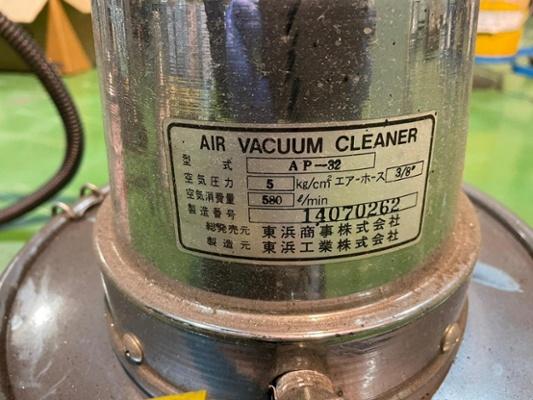 AIR VACUUM CLEANER
型式 AP-32
空気圧力 5 kg/cm² エアーホース 3/8"
空気消費量 580 ℓ/min
製造番号 14070262
総発売元 東浜商事株式会社
製造元 東浜工業株式会社